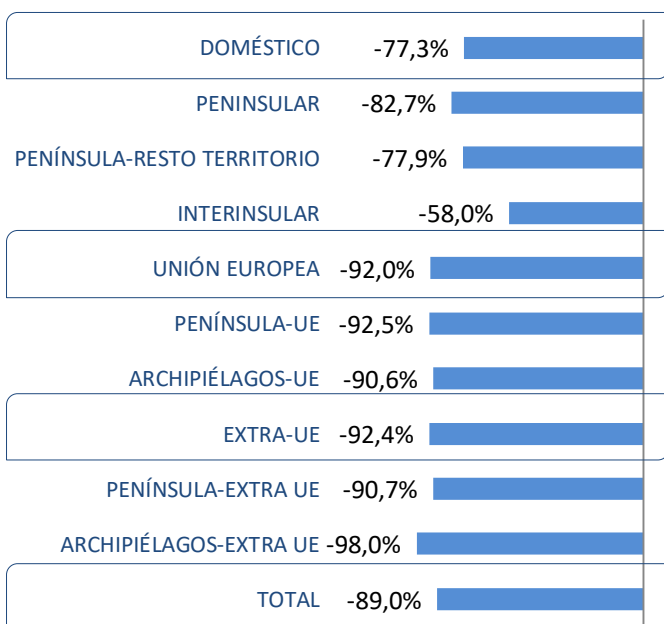 DOMÉSTICO -77,3%
PENINSULAR -82,7%
PENÍNSULA-RESTO TERRITORIO -77,9%
INTERINSULAR -58,0%
UNIÓN EUROPEA -92,0%
PENÍNSULA-UE -92,5%
ARCHIPIÉLAGOS-UE -90,6%
EXTRA-UE -92,4%
PENÍNSULA-EXTRA UE -90,7%
ARCHIPIÉLAGOS-EXTRA UE -98,0%
TOTAL -89,0%